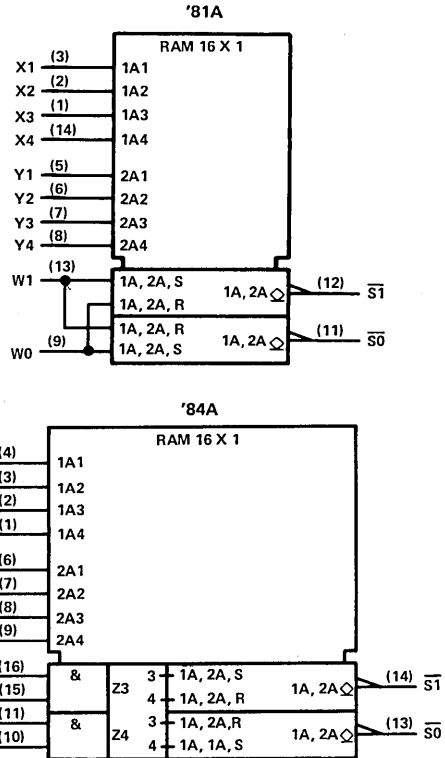 '81A
RAM 16 X 1
X1 (3) 1A1
X2 (2) 1A2
X3 (1) 1A3
X4 (14) 1A4
Y1 (5) 2A1
Y2 (6) 2A2
Y3 (7) 2A3
Y4 (8) 2A4
W1 (13) 1A, 2A, S 1A, 2A (12) S1
1A, 2A, R
1A, 2A, R 1A, 2A (11) S0
W0 (9) 1A, 2A, S
'84A
RAM 16 X 1
(4) 1A1
(3) 1A2
(2) 1A3
(1) 1A4
(6) 2A1
(7) 2A2
(8) 2A3
(9) 2A4
(16) & Z3 3 1A, 2A, S 1A, 2A (14) S1
(15) 4 1A, 2A, R
(11) & Z4 3 1A, 2A,R 1A, 2A (13) S0
(10) 4 1A, 1A, S